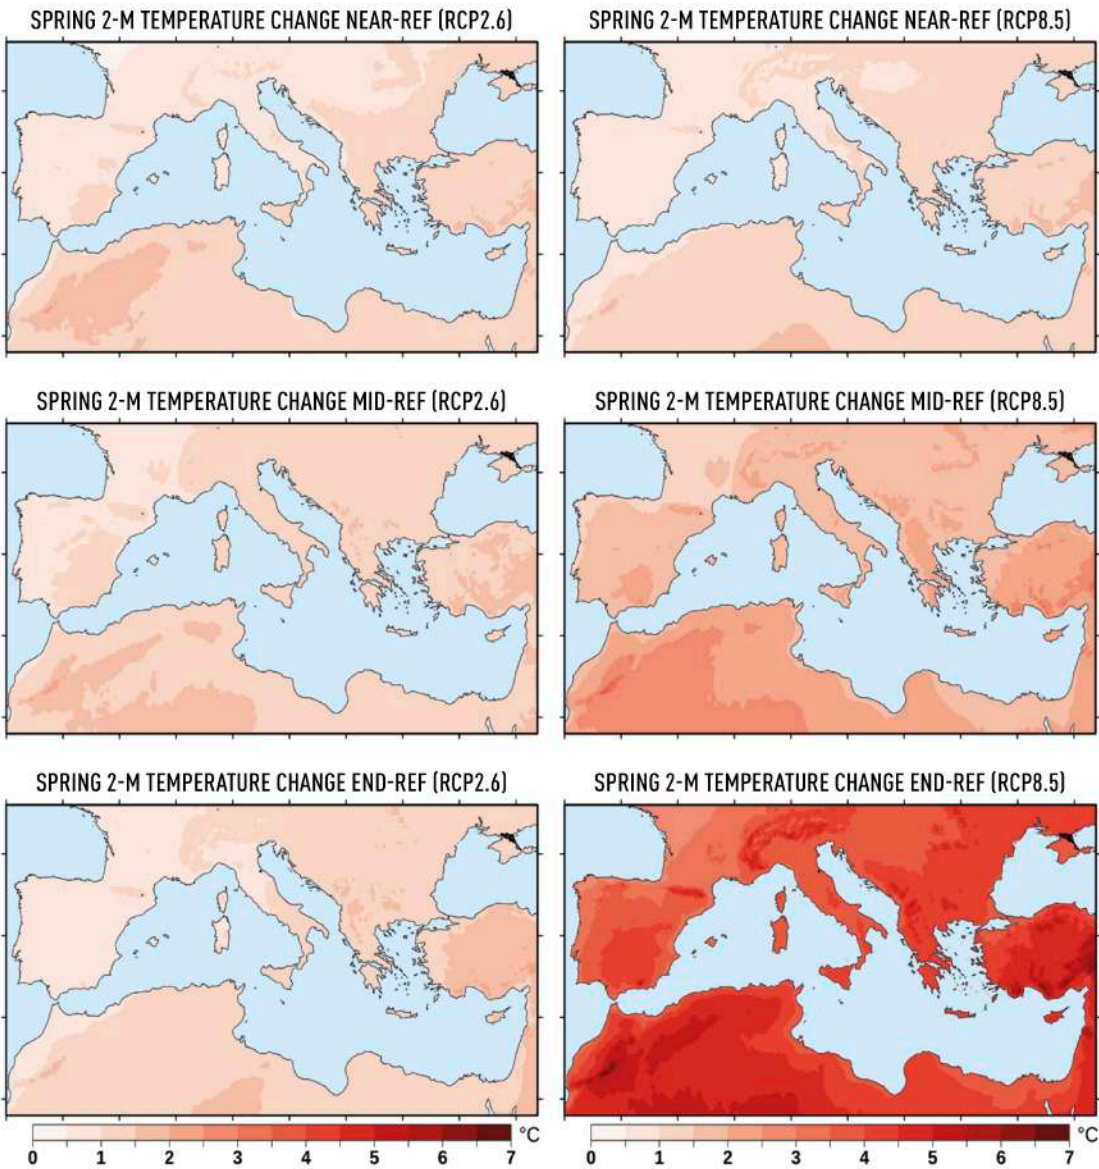 SPRING 2-M TEMPERATURE CHANGE NEAR-REF (RCP2.6)
SPRING 2-M TEMPERATURE CHANGE NEAR-REF (RCP8.5)
SPRING 2-M TEMPERATURE CHANGE MID-REF (RCP2.6)
SPRING 2-M TEMPERATURE CHANGE MID-REF (RCP8.5)
SPRING 2-M TEMPERATURE CHANGE END-REF (RCP2.6)
SPRING 2-M TEMPERATURE CHANGE END-REF (RCP8.5)
°C
0 1 2 3 4 5 6 7
°C
0 1 2 3 4 5 6 7